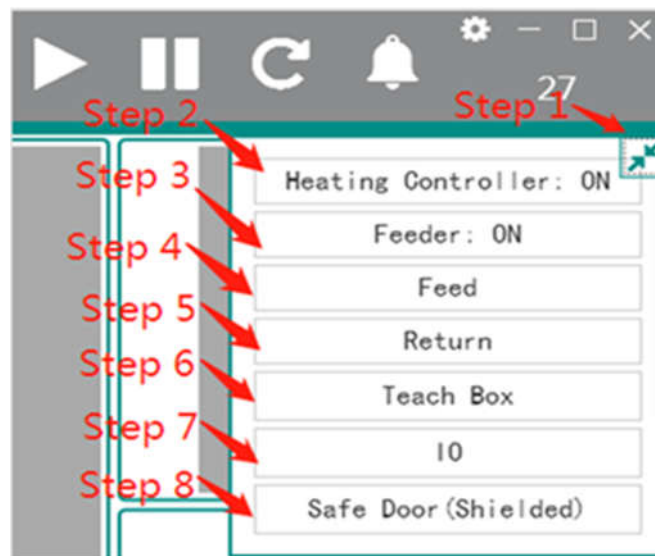 27
Step 1
Step 2
Heating Controller: ON
Step 3
Feeder: ON
Step 4
Feed
Step 5
Return
Step 6
Teach Box
Step 7
IO
Step 8
Safe Door(Shielded)